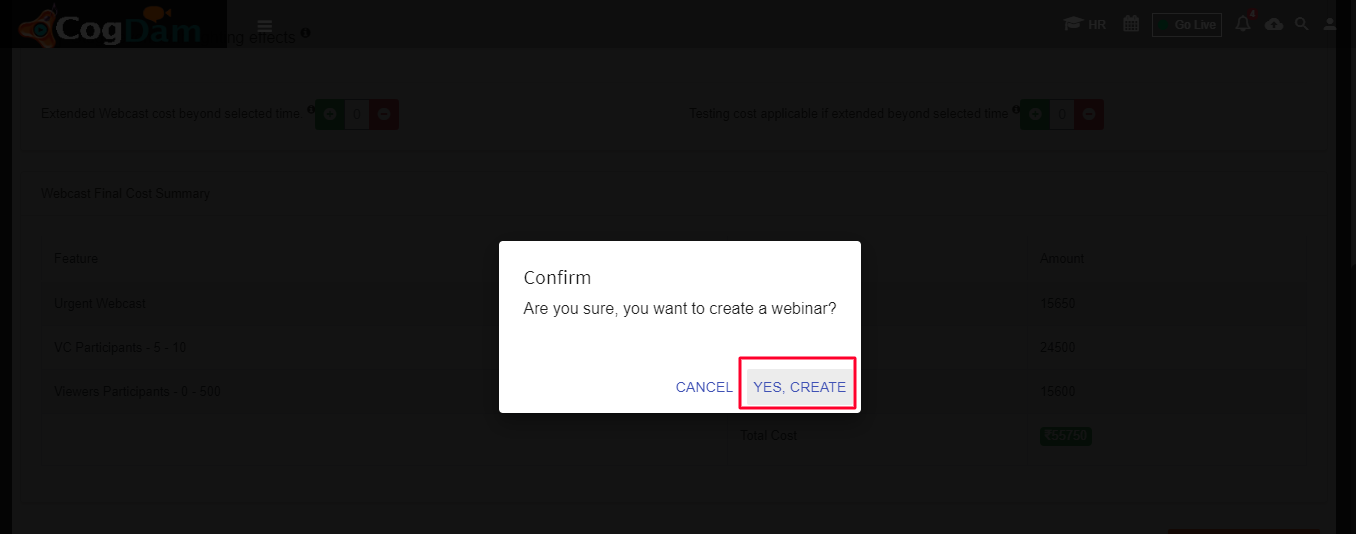 CogDam
HR
Go Live
4
ng effects
Extended Webcast cost beyond selected time
0
Testing cost applicable if extended beyond selected time
0
Webcast Final Cost Summary
Feature
Amount
Urgent Webcast
15650
VC Participants - 5 - 10
24500
Viewers Participants - 0 - 500
15600
Total Cost
₹55750
Confirm
Are you sure, you want to create a webinar?
CANCEL
YES, CREATE